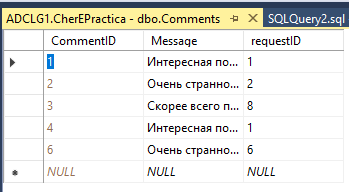 ADCLG1.CherEPractica - dbo.Comments SQLQuery2.sql
CommentID Message requestID
1 Интересная по... 1
2 Очень странно... 2
3 Скорее всего п... 8
4 Интересная по... 1
6 Очень странно... 6
NULL NULL NULL